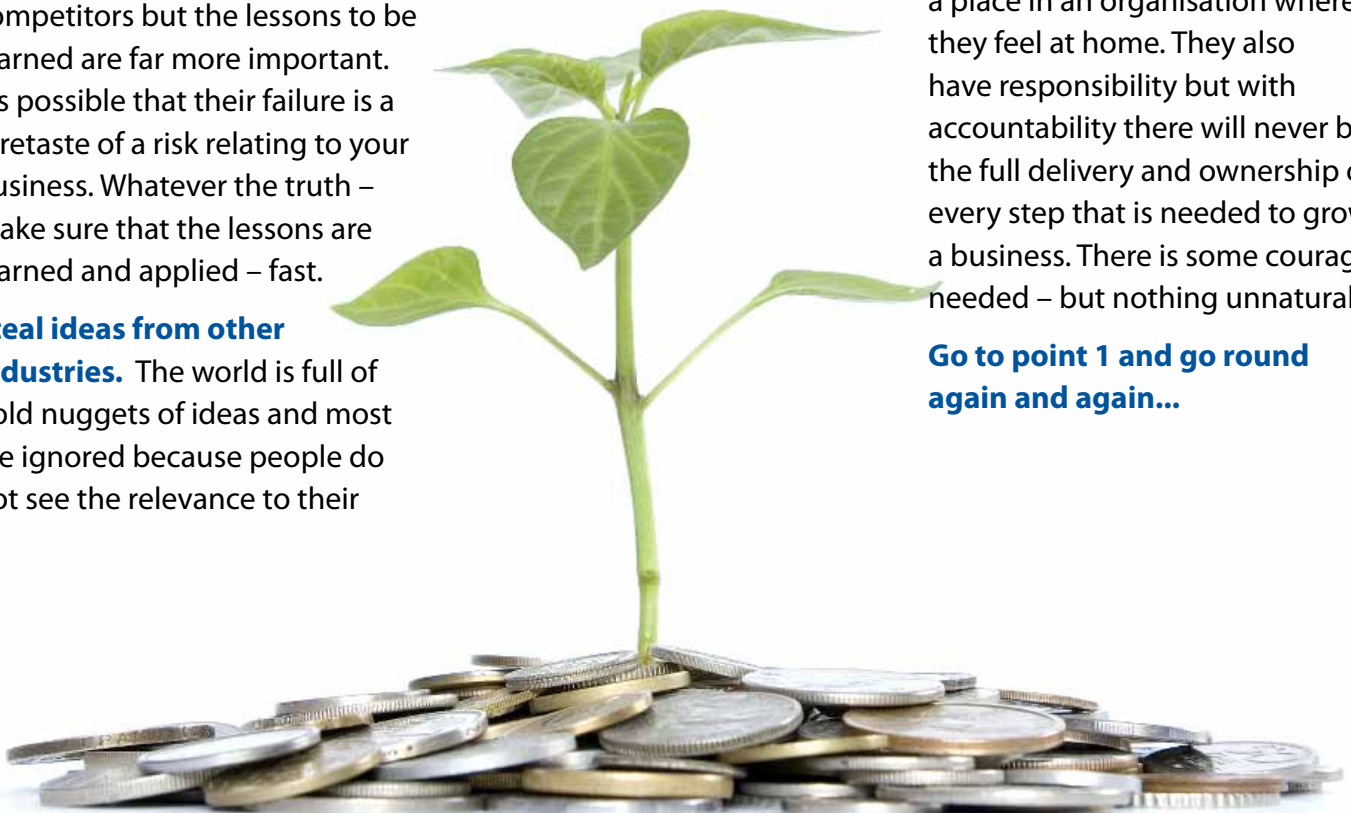 ompetitors but the lessons to be
arned are far more important.
s possible that their failure is a
retaste of a risk relating to your
usiness. Whatever the truth –
ake sure that the lessons are
arned and applied – fast.
teal ideas from other
dustries. The world is full of
old nuggets of ideas and most
e ignored because people do
ot see the relevance to their
a place in an organisation where
they feel at home. They also
have responsibility but with
accountability there will never b
the full delivery and ownership o
every step that is needed to grow
a business. There is some courag
needed – but nothing unnatural
Go to point 1 and go round
again and again...